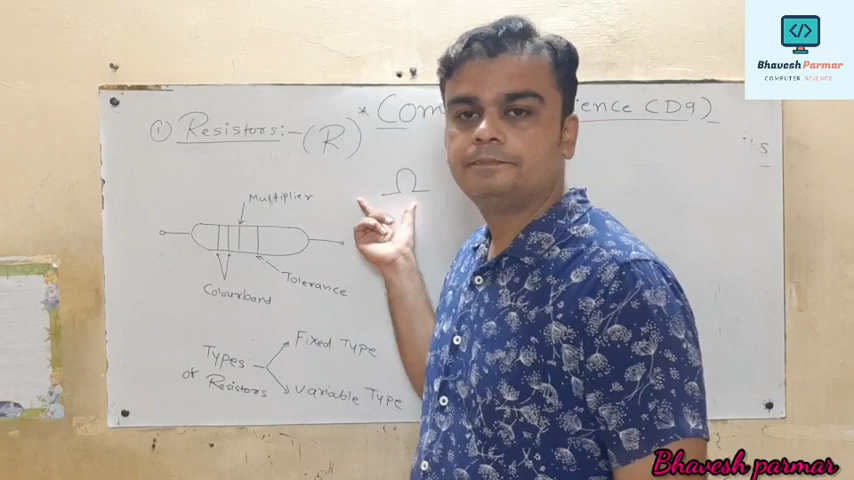 </> 
Bhavesh Parmar
COMPUTER SCIENCE
* Com ience (D9)
① Resistors:- (R)
Ω
Multiplier
Colourband
Tolerance
Types
of Resistors
Fixed Type
Variable Type
Bhavesh parmar